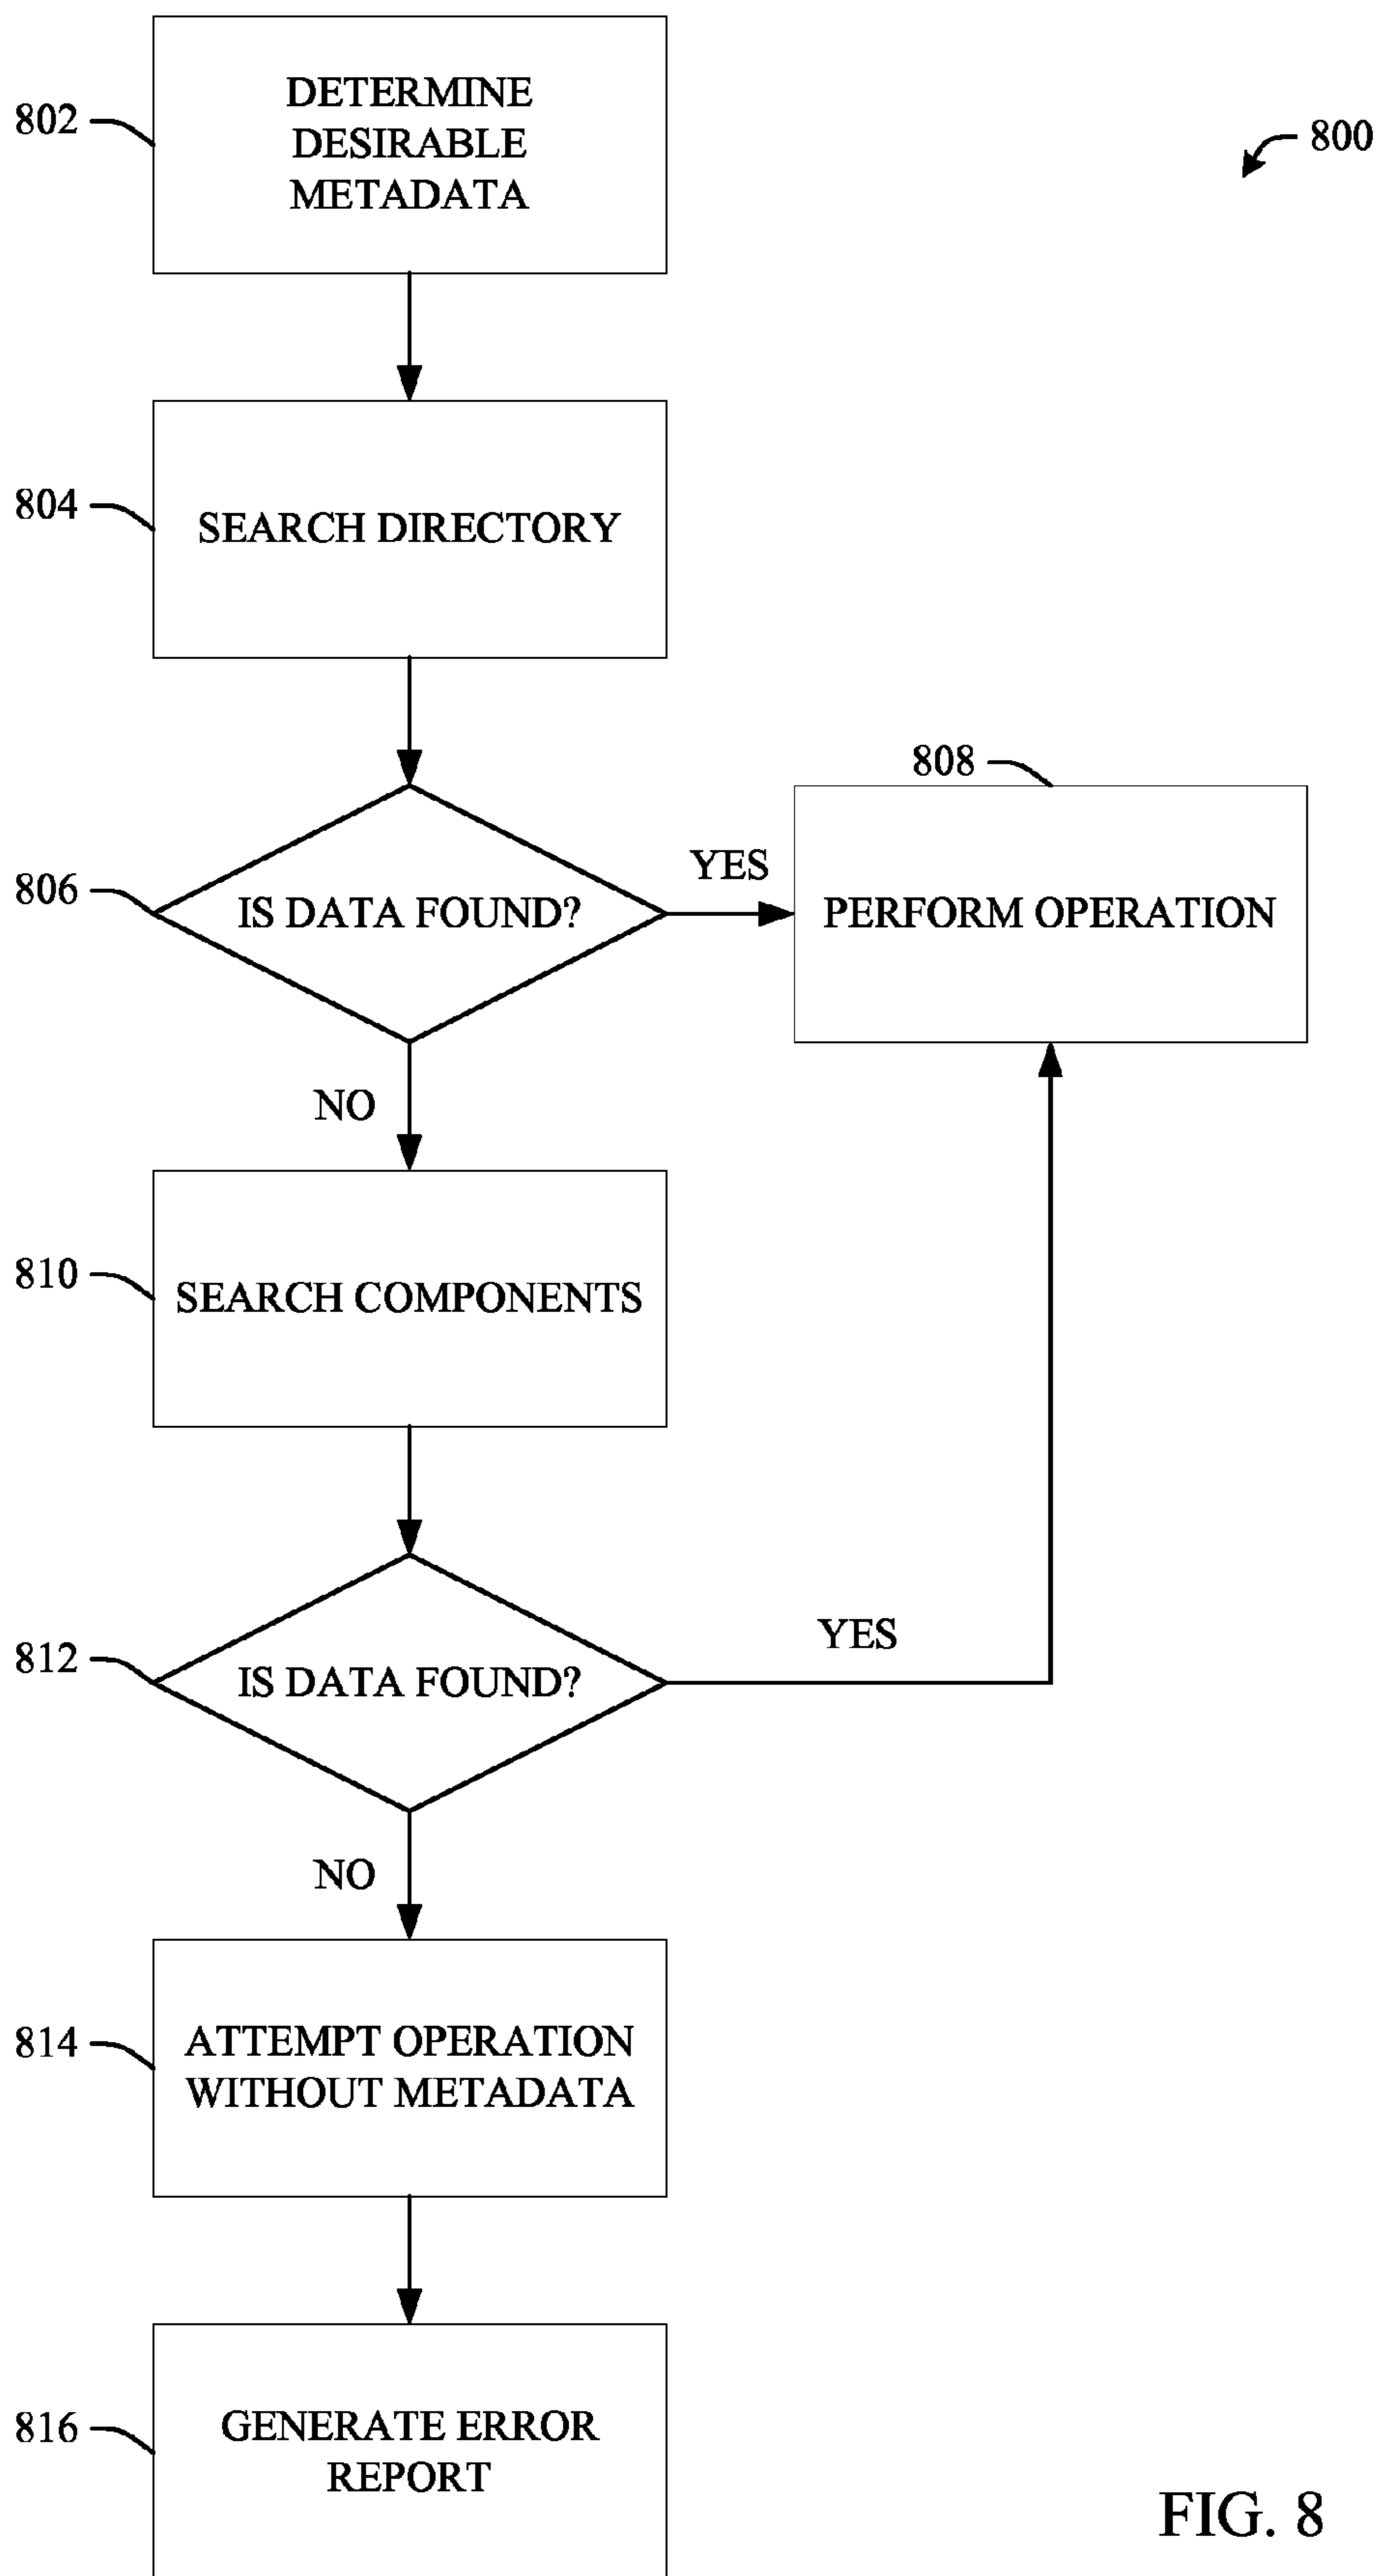 DETERMINE
DESIRABLE
METADATA
802
800
804
SEARCH DIRECTORY
808
806
IS DATA FOUND?
YES
PERFORM OPERATION
NO
810
SEARCH COMPONENTS
812
IS DATA FOUND?
YES
NO
814
ATTEMPT OPERATION
WITHOUT METADATA
816
GENERATE ERROR
REPORT
FIG. 8